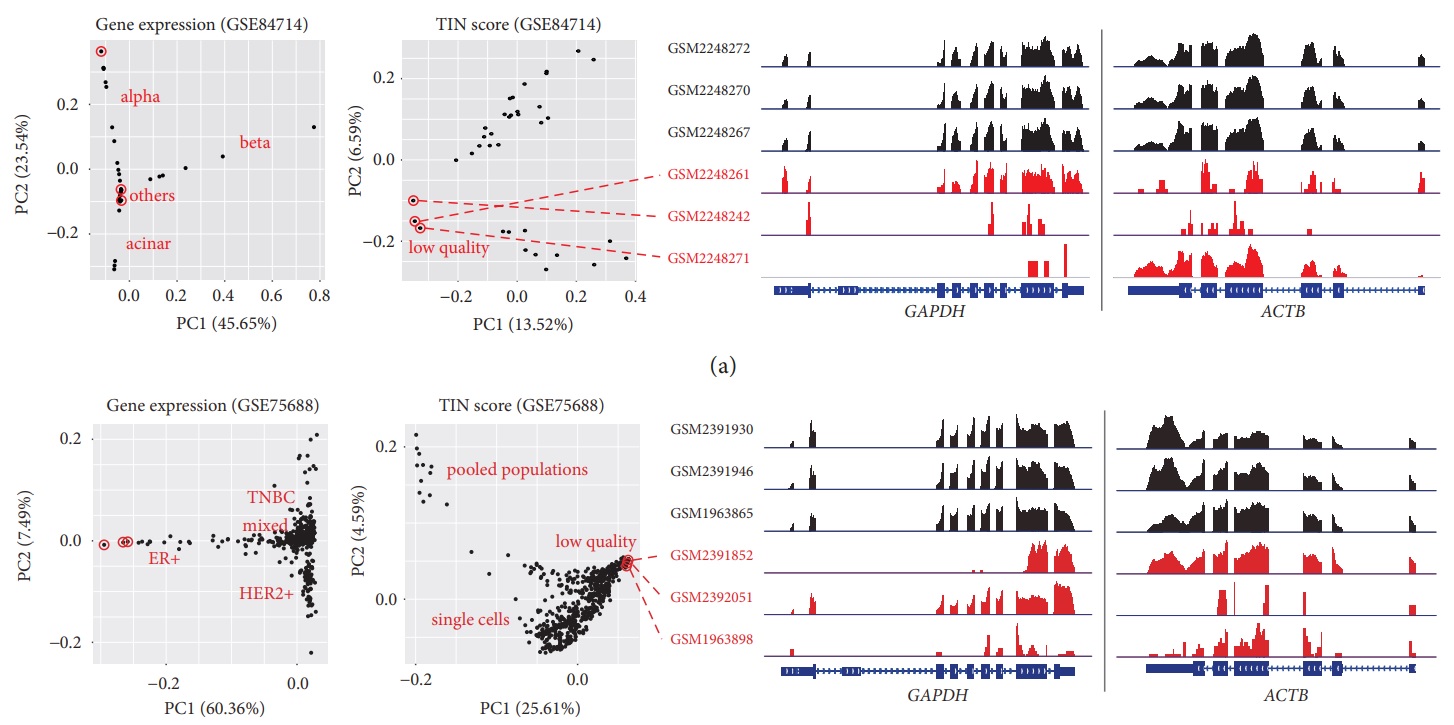 Gene expression (GSE84714)
PC2 (23.54%)
0.2
0.0
−0.2
alpha
beta
others
acinar
0.0 0.2 0.4 0.6 0.8
PC1 (45.65%)
TIN score (GSE84714)
PC2 (6.59%)
0.2
0.0
−0.2
low quality
−0.2 0.0 0.2 0.4
PC1 (13.52%)
GSM2248272
GSM2248270
GSM2248267
GSM2248261
GSM2248242
GSM2248271
GAPDH
ACTB
(a)
Gene expression (GSE75688)
PC2 (7.49%)
0.2
0.0
−0.2
TNBC
mixed
ER+
HER2+
−0.2 0.0
PC1 (60.36%)
TIN score (GSE75688)
PC2 (4.59%)
0.2
0.0
pooled populations
low quality
single cells
−0.2 0.0
PC1 (25.61%)
GSM2391930
GSM2391946
GSM1963865
GSM2391852
GSM2392051
GSM1963898
GAPDH
ACTB